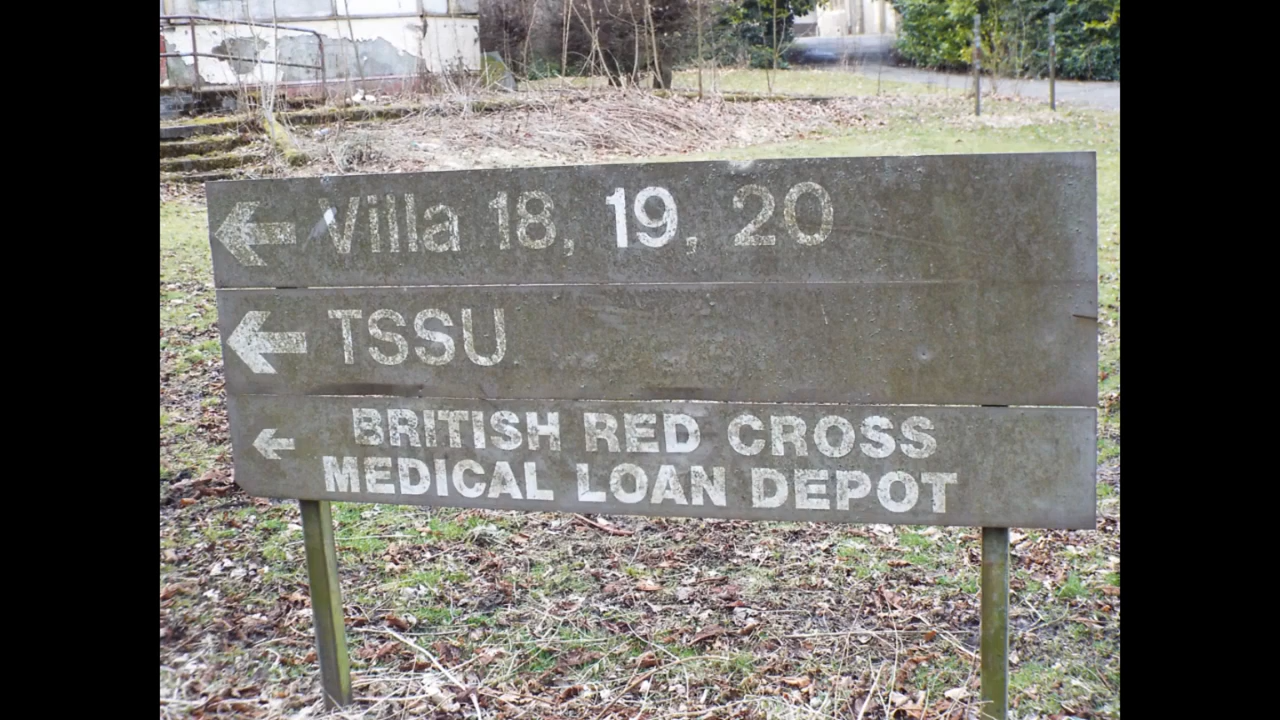 Villa 18, 19, 20
TSSU
BRITISH RED CROSS
MEDICAL LOAN DEPOT